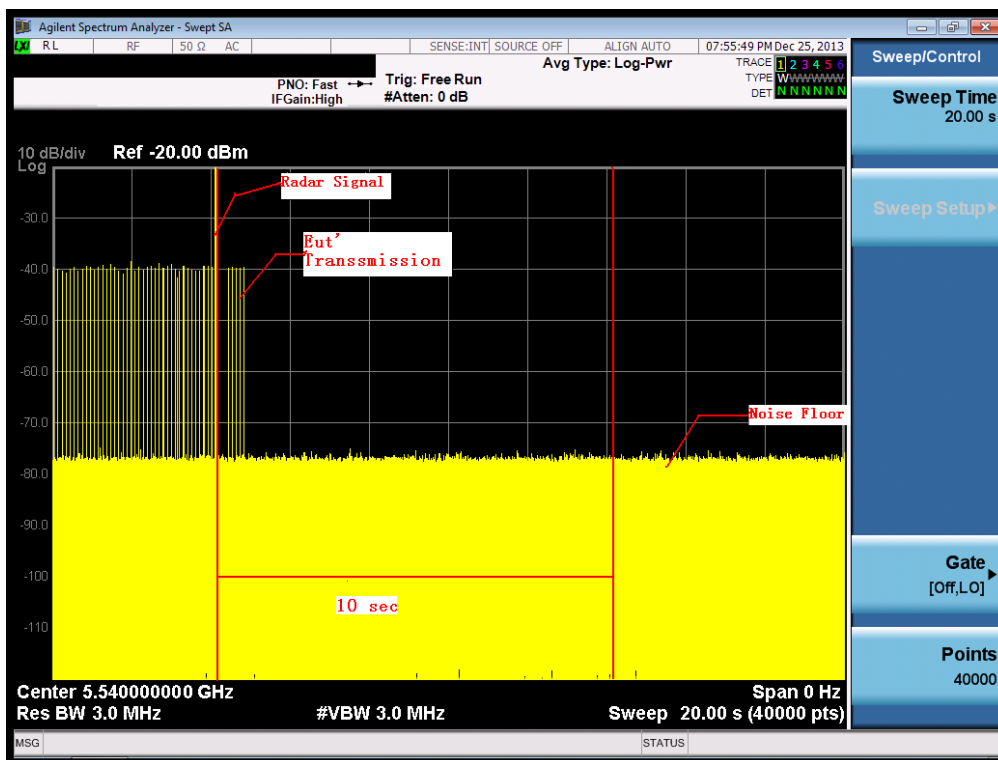 Agilent Spectrum Analyzer - Swept SA
LXI RL RF 50 Ω AC SENSE:INT SOURCE OFF ALIGN AUTO 07:55:49 PM Dec 25, 2013
Avg Type: Log-Pwr
TRACE 1 2 3 4 5 6
PNO: Fast Trig: Free Run
TYPE WWWWWW
IFGain:High #Atten: 0 dB
DET N N N N N N
10 dB/div Ref -20.00 dBm
Log
Radar Signal
-30.0
Eut'
Transsmission
-40.0
-50.0
-60.0
-70.0
Noise Floor
-80.0
-90.0
-100
10 sec
-110
Center 5.540000000 GHz Span 0 Hz
Res BW 3.0 MHz #VBW 3.0 MHz Sweep 20.00 s (40000 pts)
MSG STATUS
Sweep/Control
Sweep Time
20.00 s
Sweep Setup
Gate
[Off,LO]
Points
40000